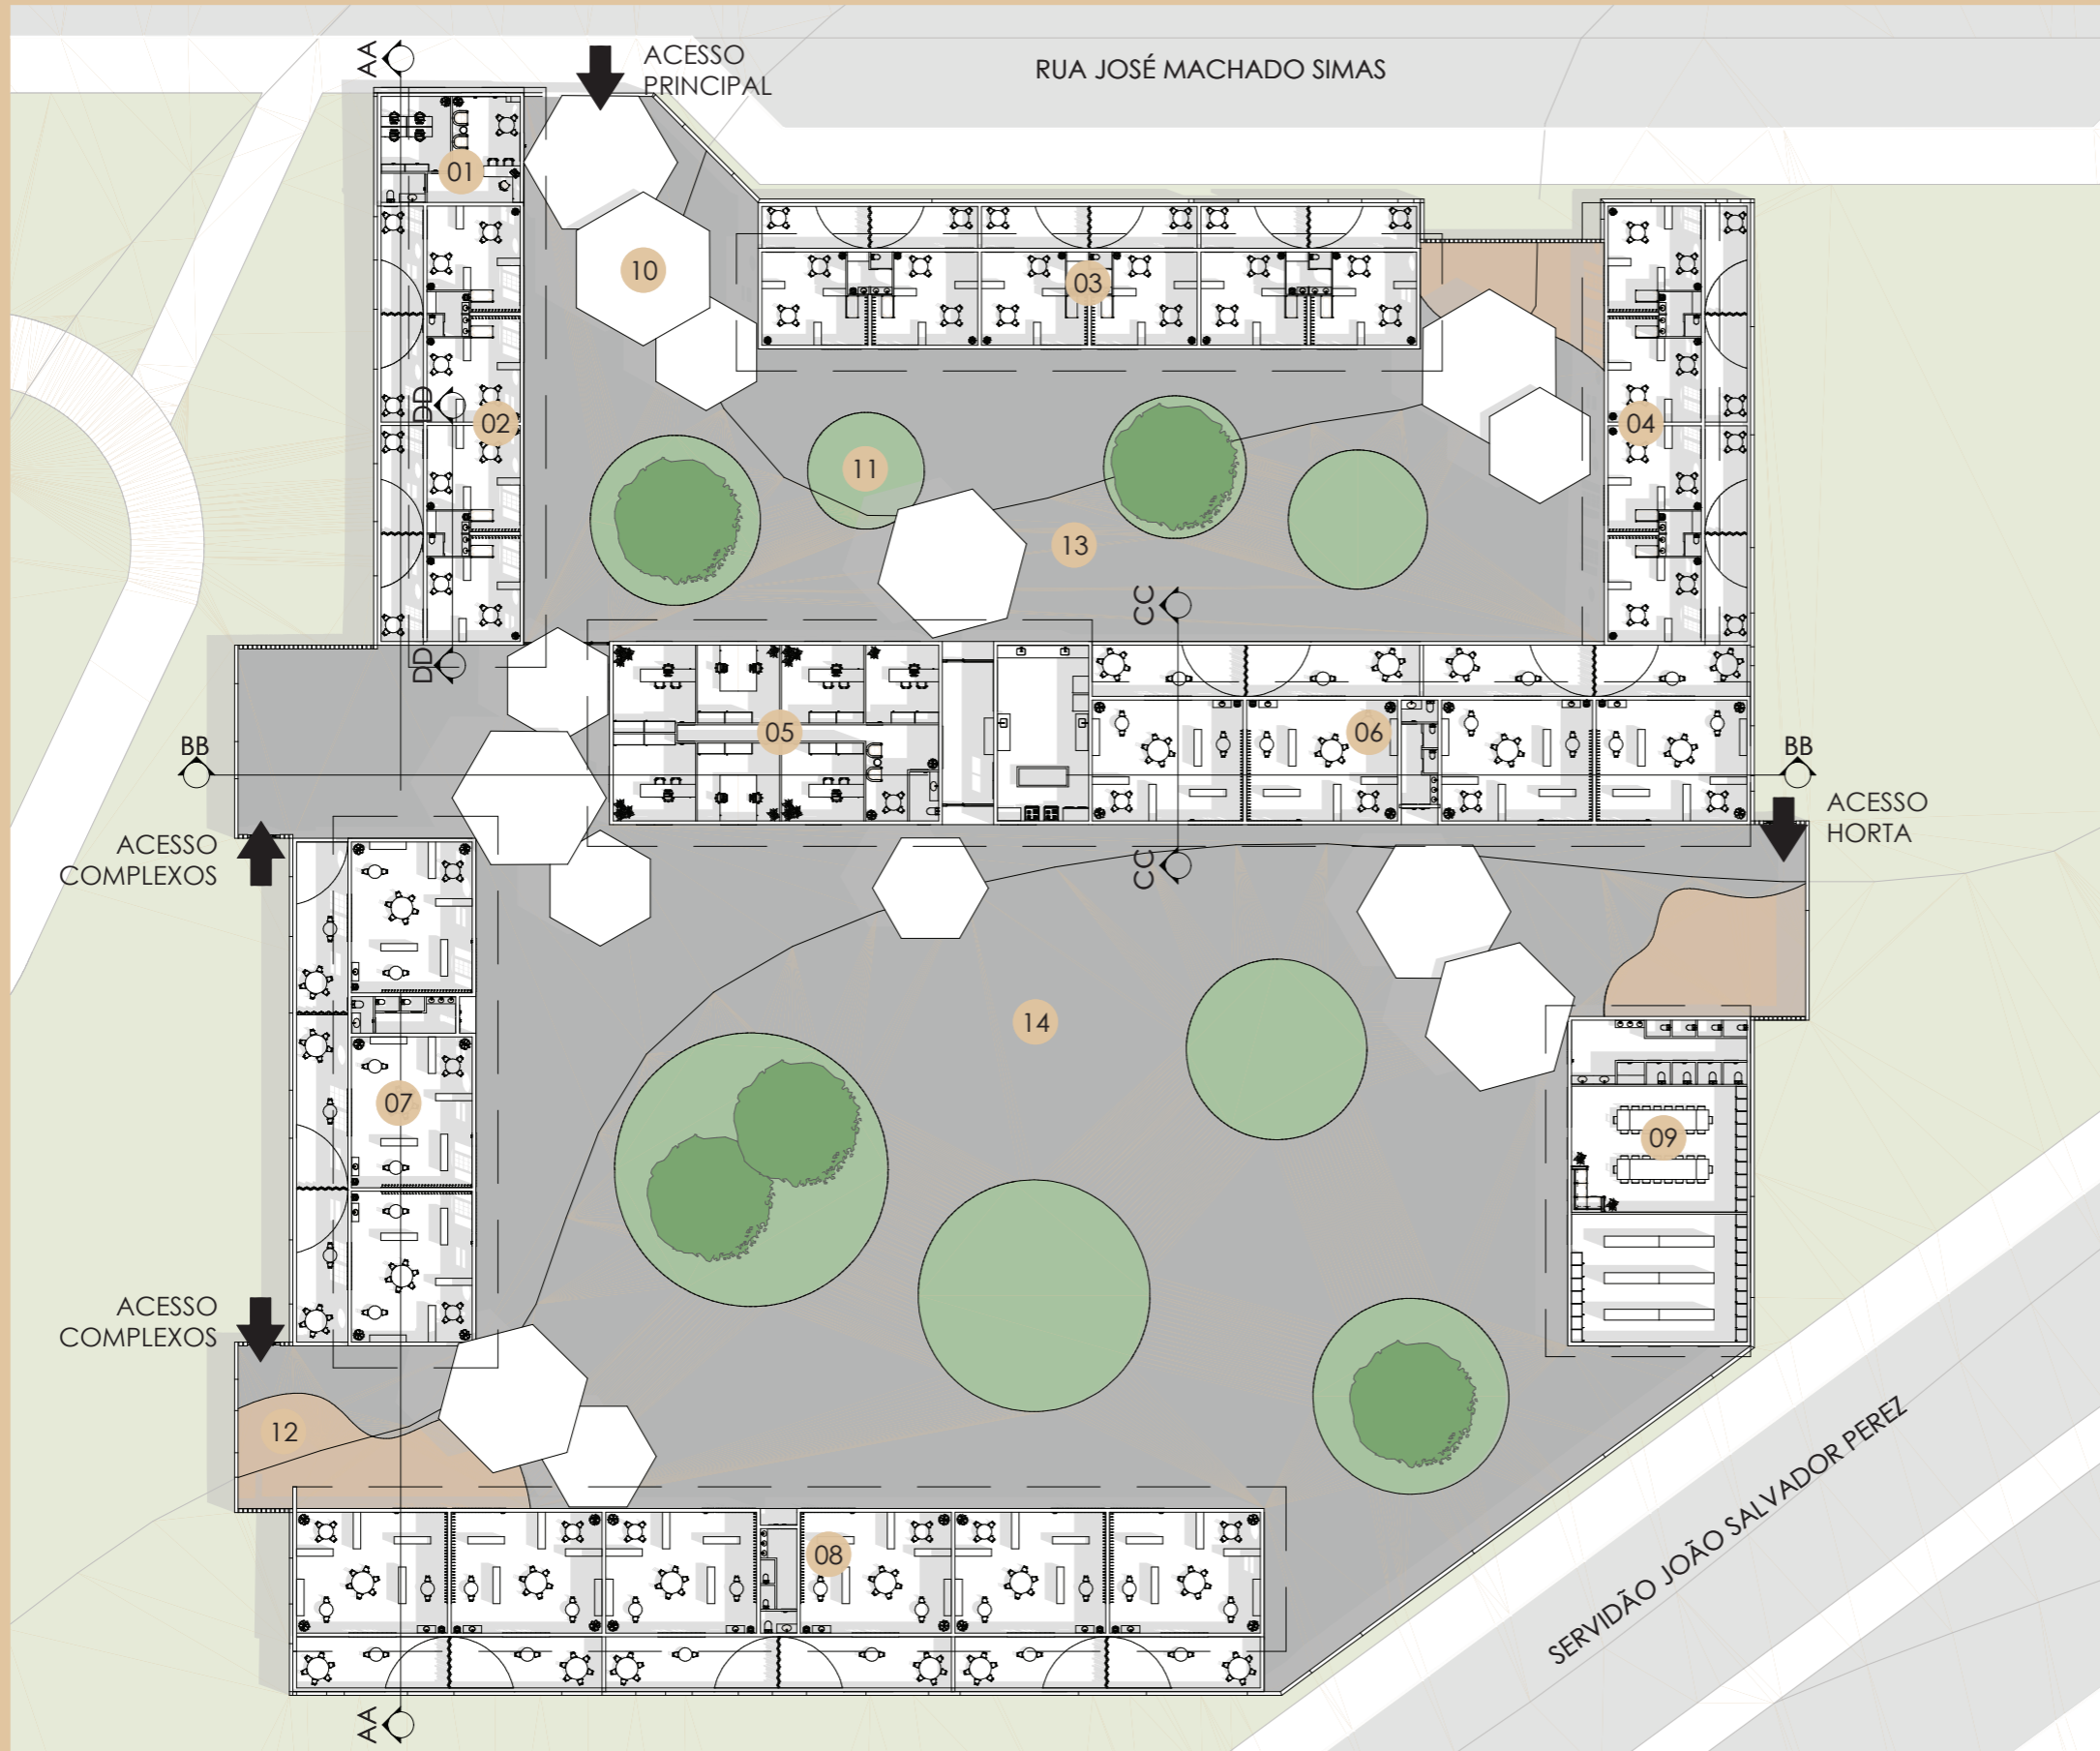 AA
ACESSO
PRINCIPAL
RUA JOSÉ MACHADO SIMAS
01
10
03
02
04
DD
11
13
CC
DD
05
06
BB
BB
ACESSO
HORTA
ACESSO
COMPLEXOS
CC
14
07
09
ACESSO
COMPLEXOS
12
08
SERVIDÃO JOÃO SALVADOR PEREZ
AA